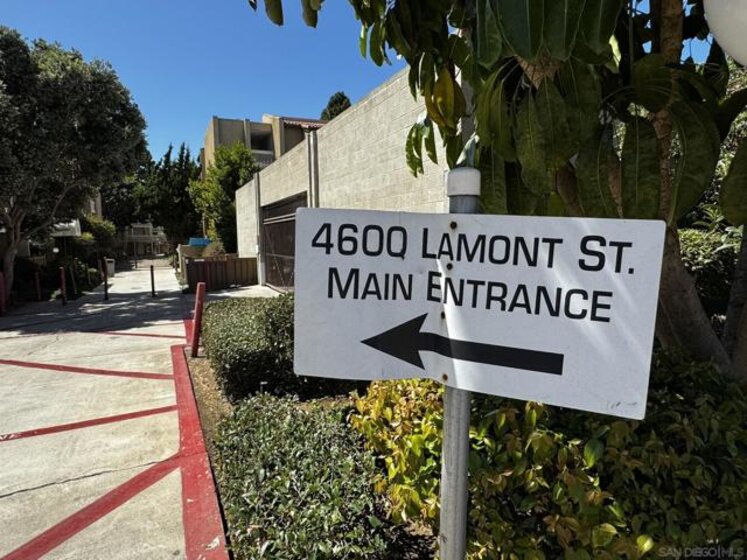 4600 LAMONT ST.
MAIN ENTRANCE
SAN DIEGO|MLS